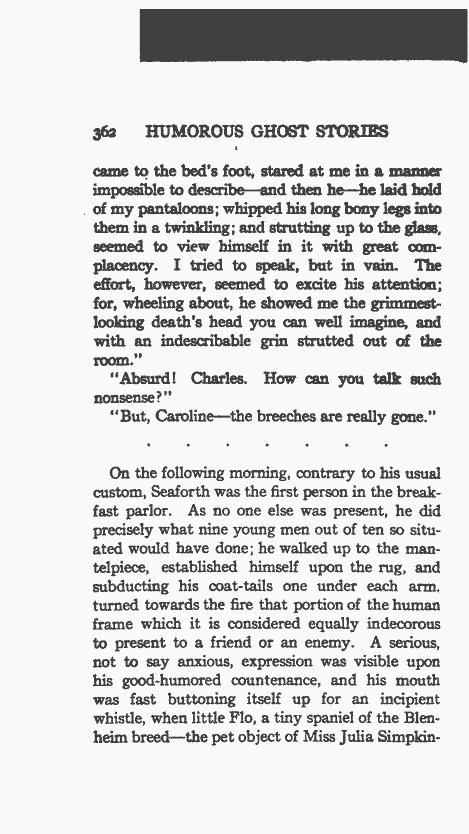 362 HUMOROUS GHOST STORIES
came to the bed's foot, stared at me in a manner
impossible to describe—and then he—he laid hold
of my pantaloons; whipped his long bony legs into
them in a twinkling; and strutting up to the glass,
seemed to view himself in it with great com-
placency. I tried to speak, but in vain. The
effort, however, seemed to excite his attention;
for, wheeling about, he showed me the grimmest-
looking death's head you can well imagine, and
with an indescribable grin strutted out of the
room."
"Absurd! Charles. How can you talk such
nonsense?"
"But, Caroline—the breeches are really gone."
. . . . . . .
On the following morning, contrary to his usual
custom, Seaforth was the first person in the break-
fast parlor. As no one else was present, he did
precisely what nine young men out of ten so situ-
ated would have done; he walked up to the man-
telpiece, established himself upon the rug, and
subducting his coat-tails one under each arm,
turned towards the fire that portion of the human
frame which it is considered equally indecorous
to present to a friend or an enemy. A serious,
not to say anxious, expression was visible upon
his good-humored countenance, and his mouth
was fast buttoning itself up for an incipient
whistle, when little Flo, a tiny spaniel of the Blen-
heim breed—the pet object of Miss Julia Simpkin-